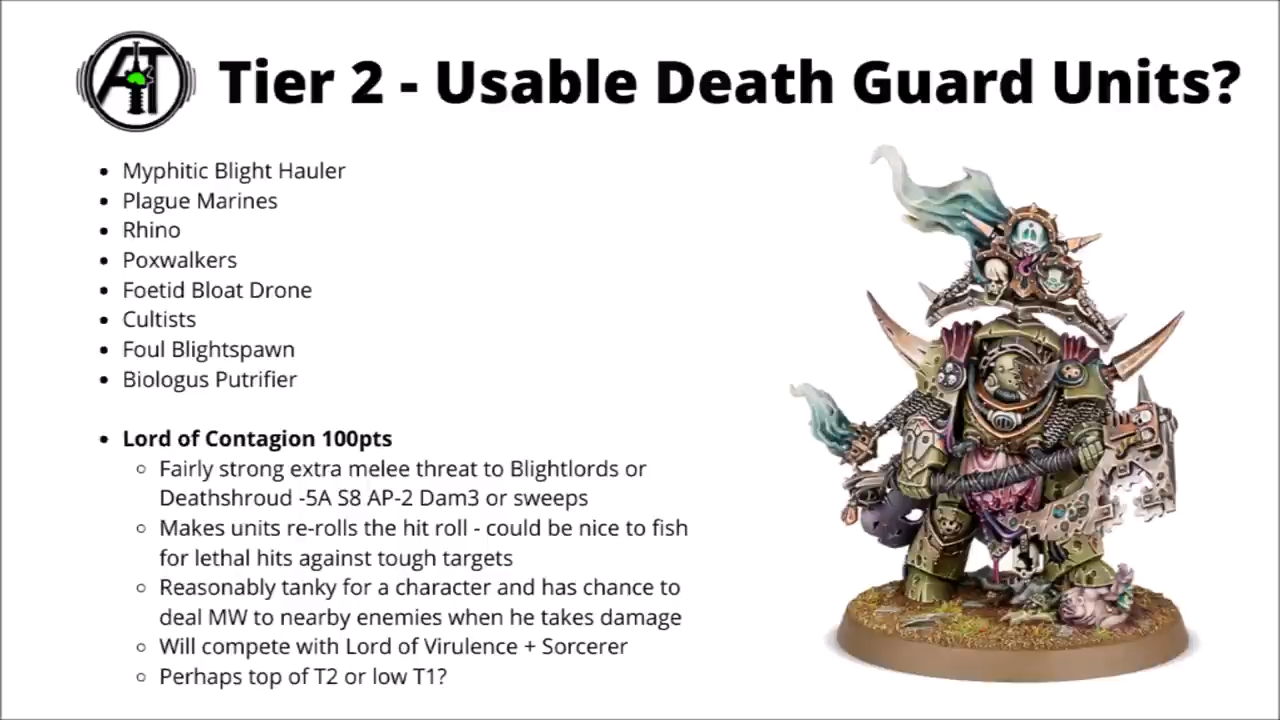 AT
Tier 2 - Usable Death Guard Units?
• Myphitic Blight Hauler
• Plague Marines
• Rhino
• Poxwalkers
• Foetid Bloat Drone
• Cultists
• Foul Blightspawn
• Biologus Putrifier
• Lord of Contagion 100pts
○ Fairly strong extra melee threat to Blightlords or
Deathshroud -5A S8 AP-2 Dam3 or sweeps
○ Makes units re-rolls the hit roll - could be nice to fish
for lethal hits against tough targets
○ Reasonably tanky for a character and has chance to
deal MW to nearby enemies when he takes damage
○ Will compete with Lord of Virulence + Sorcerer
○ Perhaps top of T2 or low T1?